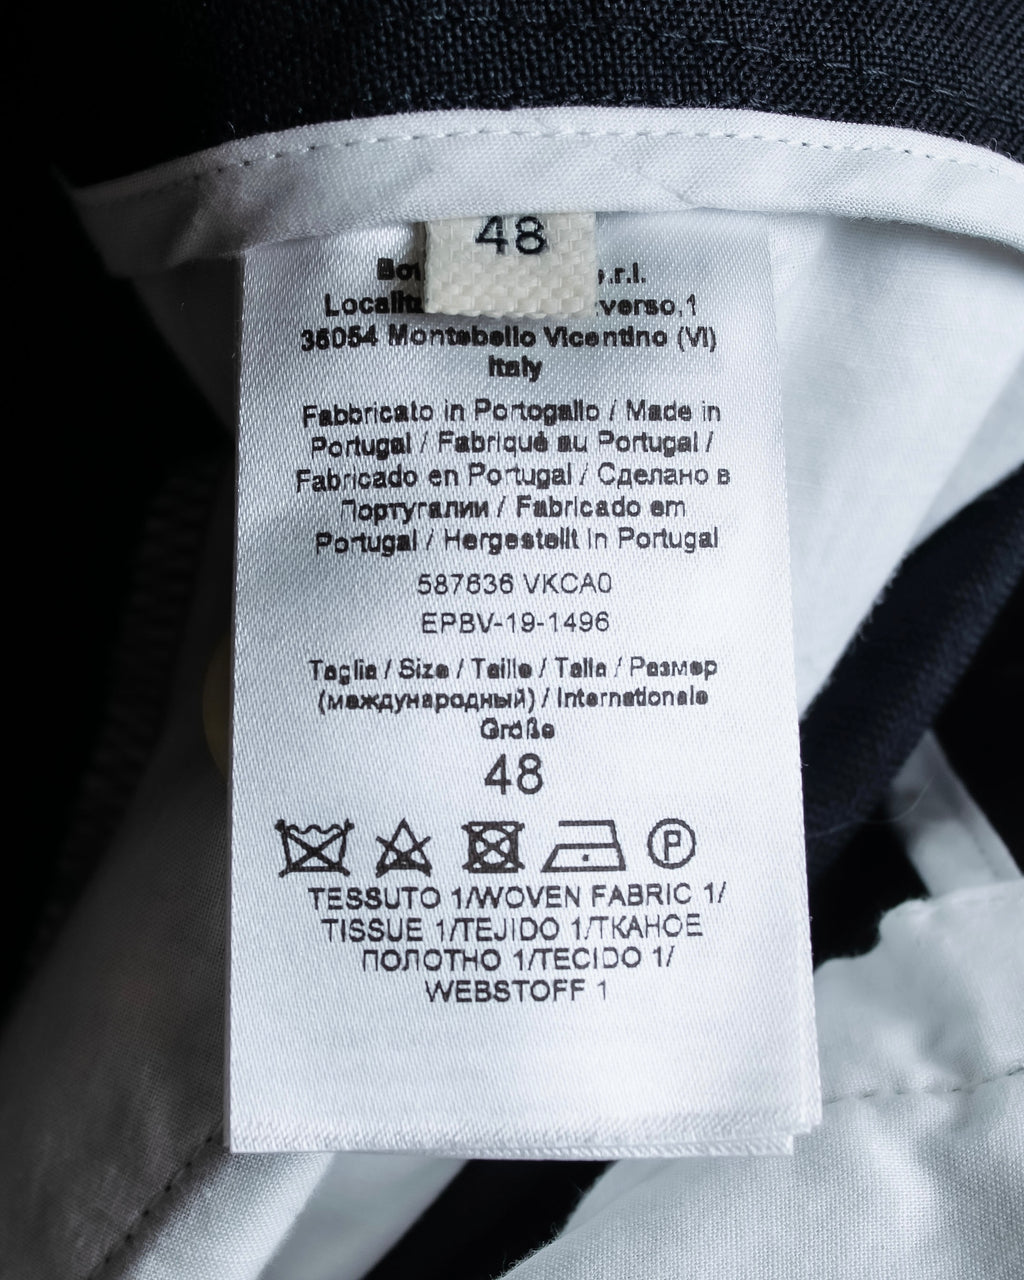 48
.r.l.
verso,1
36054 Montebello Vicentino (VI)
Italy
Fabbricato in Portogallo / Made in
Portugal / Fabriqué au Portugal /
Fabricado en Portugal / Сделано в
Португалии / Fabricado em
Portugal / Hergestellt in Portugal
587636 VKCA0
EPBV-19-1496
Taglia / Size / Taille / Talla / Размер
(международный) / Internationale
Größe
48
P
TESSUTO 1/WOVEN FABRIC 1/
TISSUE 1/TEJIDO 1/ТКАНОЕ
ПОЛОТНО 1/TECIDO 1/
WEBSTOFF 1